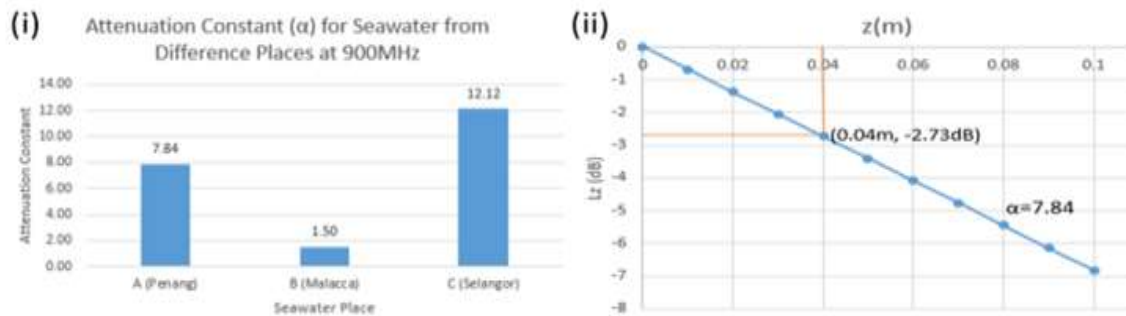 (i)
Attenuation Constant (α) for Seawater from
Difference Places at 900MHz
Attenuation Constant
14.00
12.00
10.00
8.00
6.00
4.00
2.00
0.00
7.84
1.50
12.12
A (Penang)
B (Malacca)
C (Selangor)
Seawater Place
(ii)
z(m)
0
0.02
0.04
0.06
0.08
0.1
0
-1
-2
-3
-4
-5
-6
-7
-8
Lz (dB)
(0.04m, -2.73dB)
α=7.84